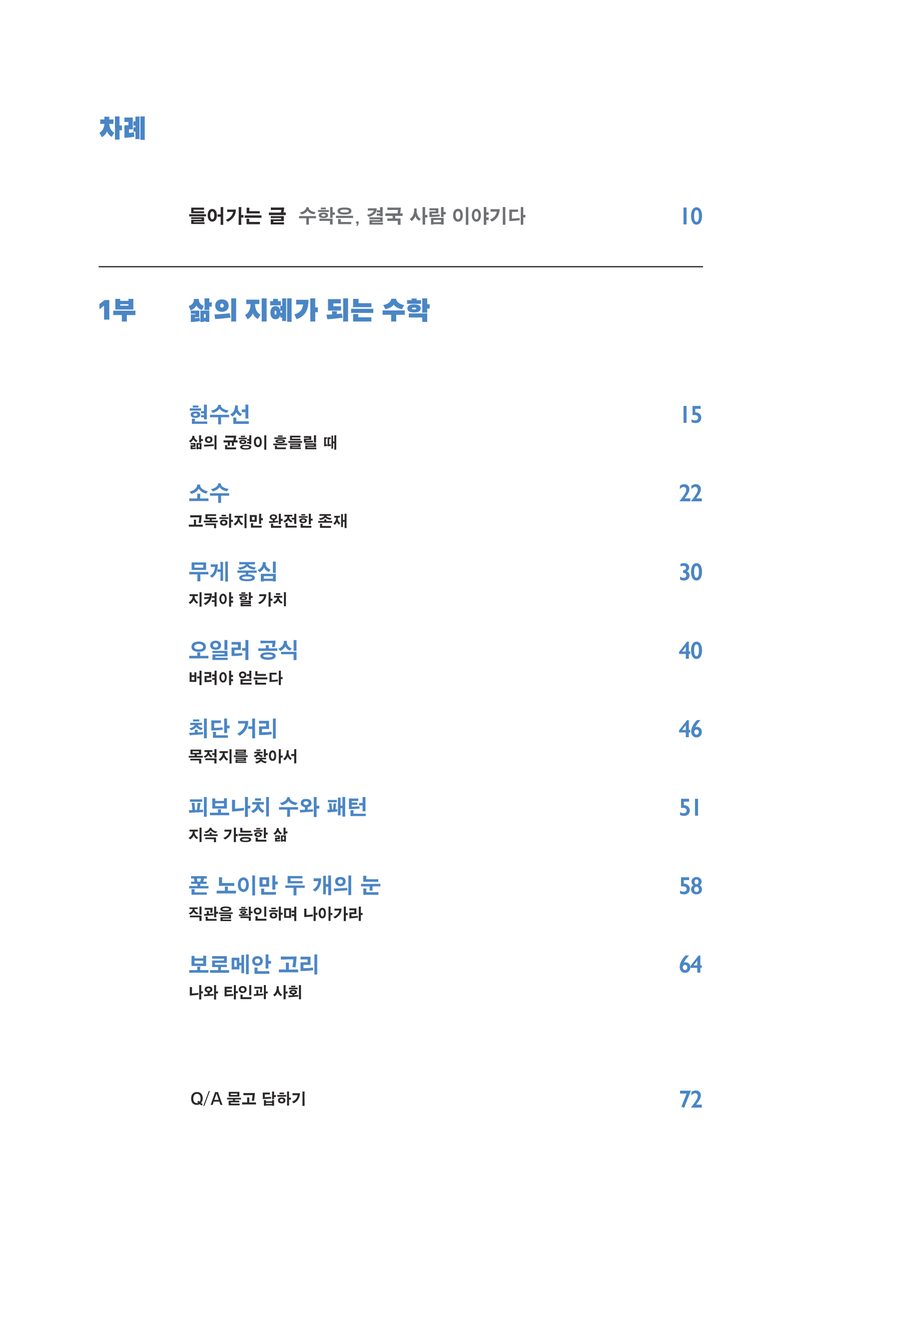 차례
들어가는 글 수학은, 결국 사람 이야기다 10
1부 삶의 지혜가 되는 수학
현수선 15
삶의 균형이 흔들릴 때
소수 22
고독하지만 완전한 존재
무게 중심 30
지켜야 할 가치
오일러 공식 40
버려야 얻는다
최단 거리 46
목적지를 찾아서
피보나치 수와 패턴 51
지속 가능한 삶
폰 노이만 두 개의 눈 58
직관을 확인하며 나아가라
보로메안 고리 64
나와 타인과 사회
Q/A 묻고 답하기 72